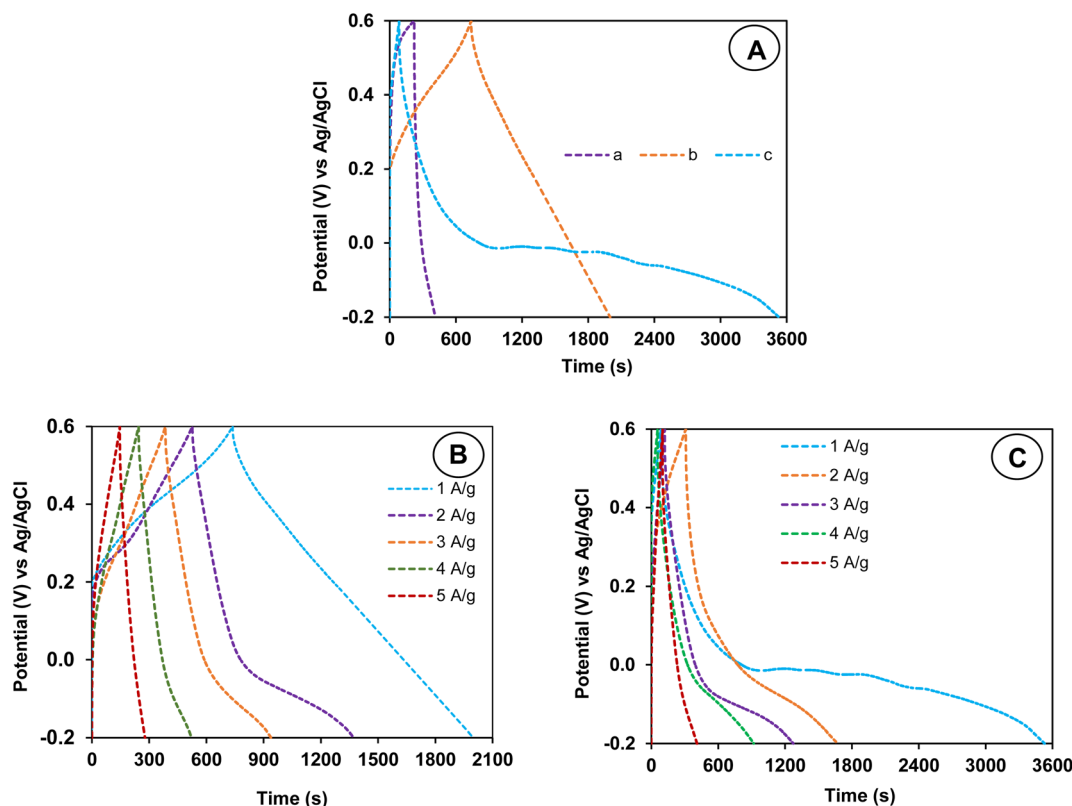 A
Potential (V) vs Ag/AgCl
0.6
0.4
0.2
0.0
-0.2
a b c
0 600 1200 1800 2400 3000 3600
Time (s)
B
Potential (V) vs Ag/AgCl
0.6
0.4
0.2
0.0
-0.2
1 A/g
2 A/g
3 A/g
4 A/g
5 A/g
0 300 600 900 1200 1500 1800 2100
Time (s)
C
Potential (V) vs Ag/AgCl
0.6
0.4
0.2
0.0
-0.2
1 A/g
2 A/g
3 A/g
4 A/g
5 A/g
0 600 1200 1800 2400 3000 3600
Time (s)